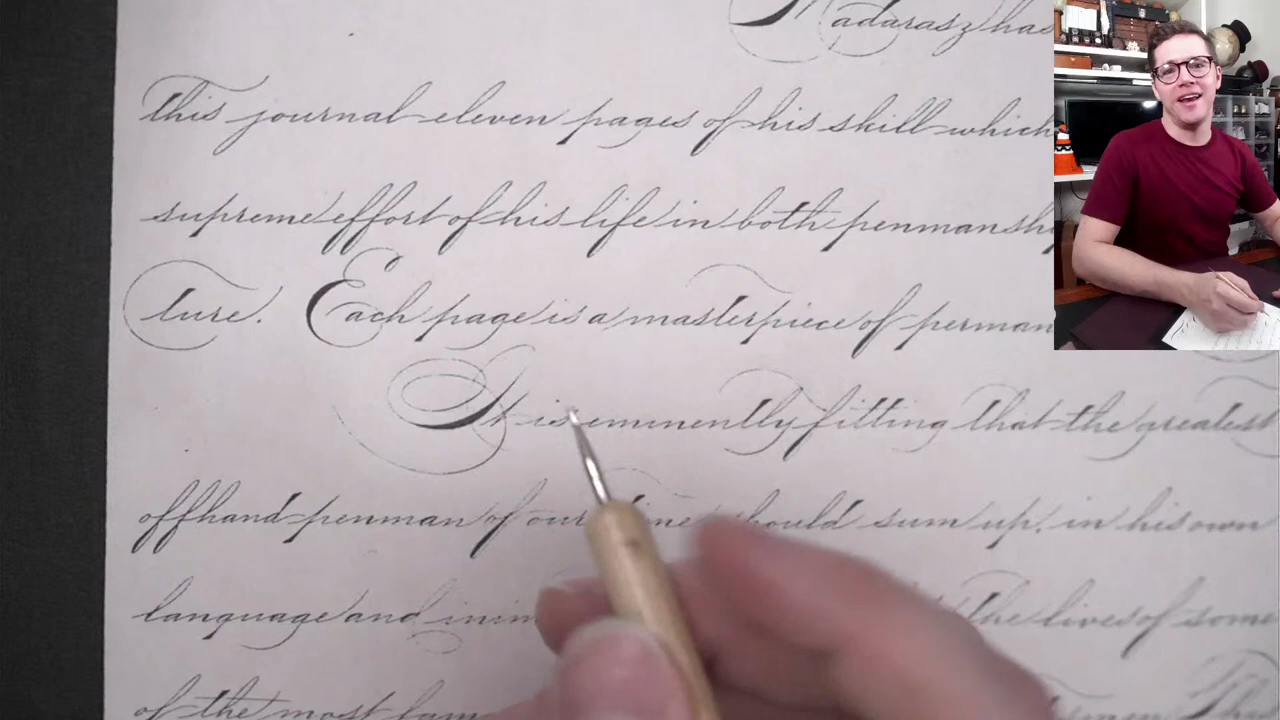 Madarasz has
this journal eleven pages of his skill which
supreme effort of his life in both penmansh
ture. Each page is a masterpiece of penman
It is eminently fitting that the greatest
offhand penman of our should sum up, in his own
language and in the lives of some
of the most